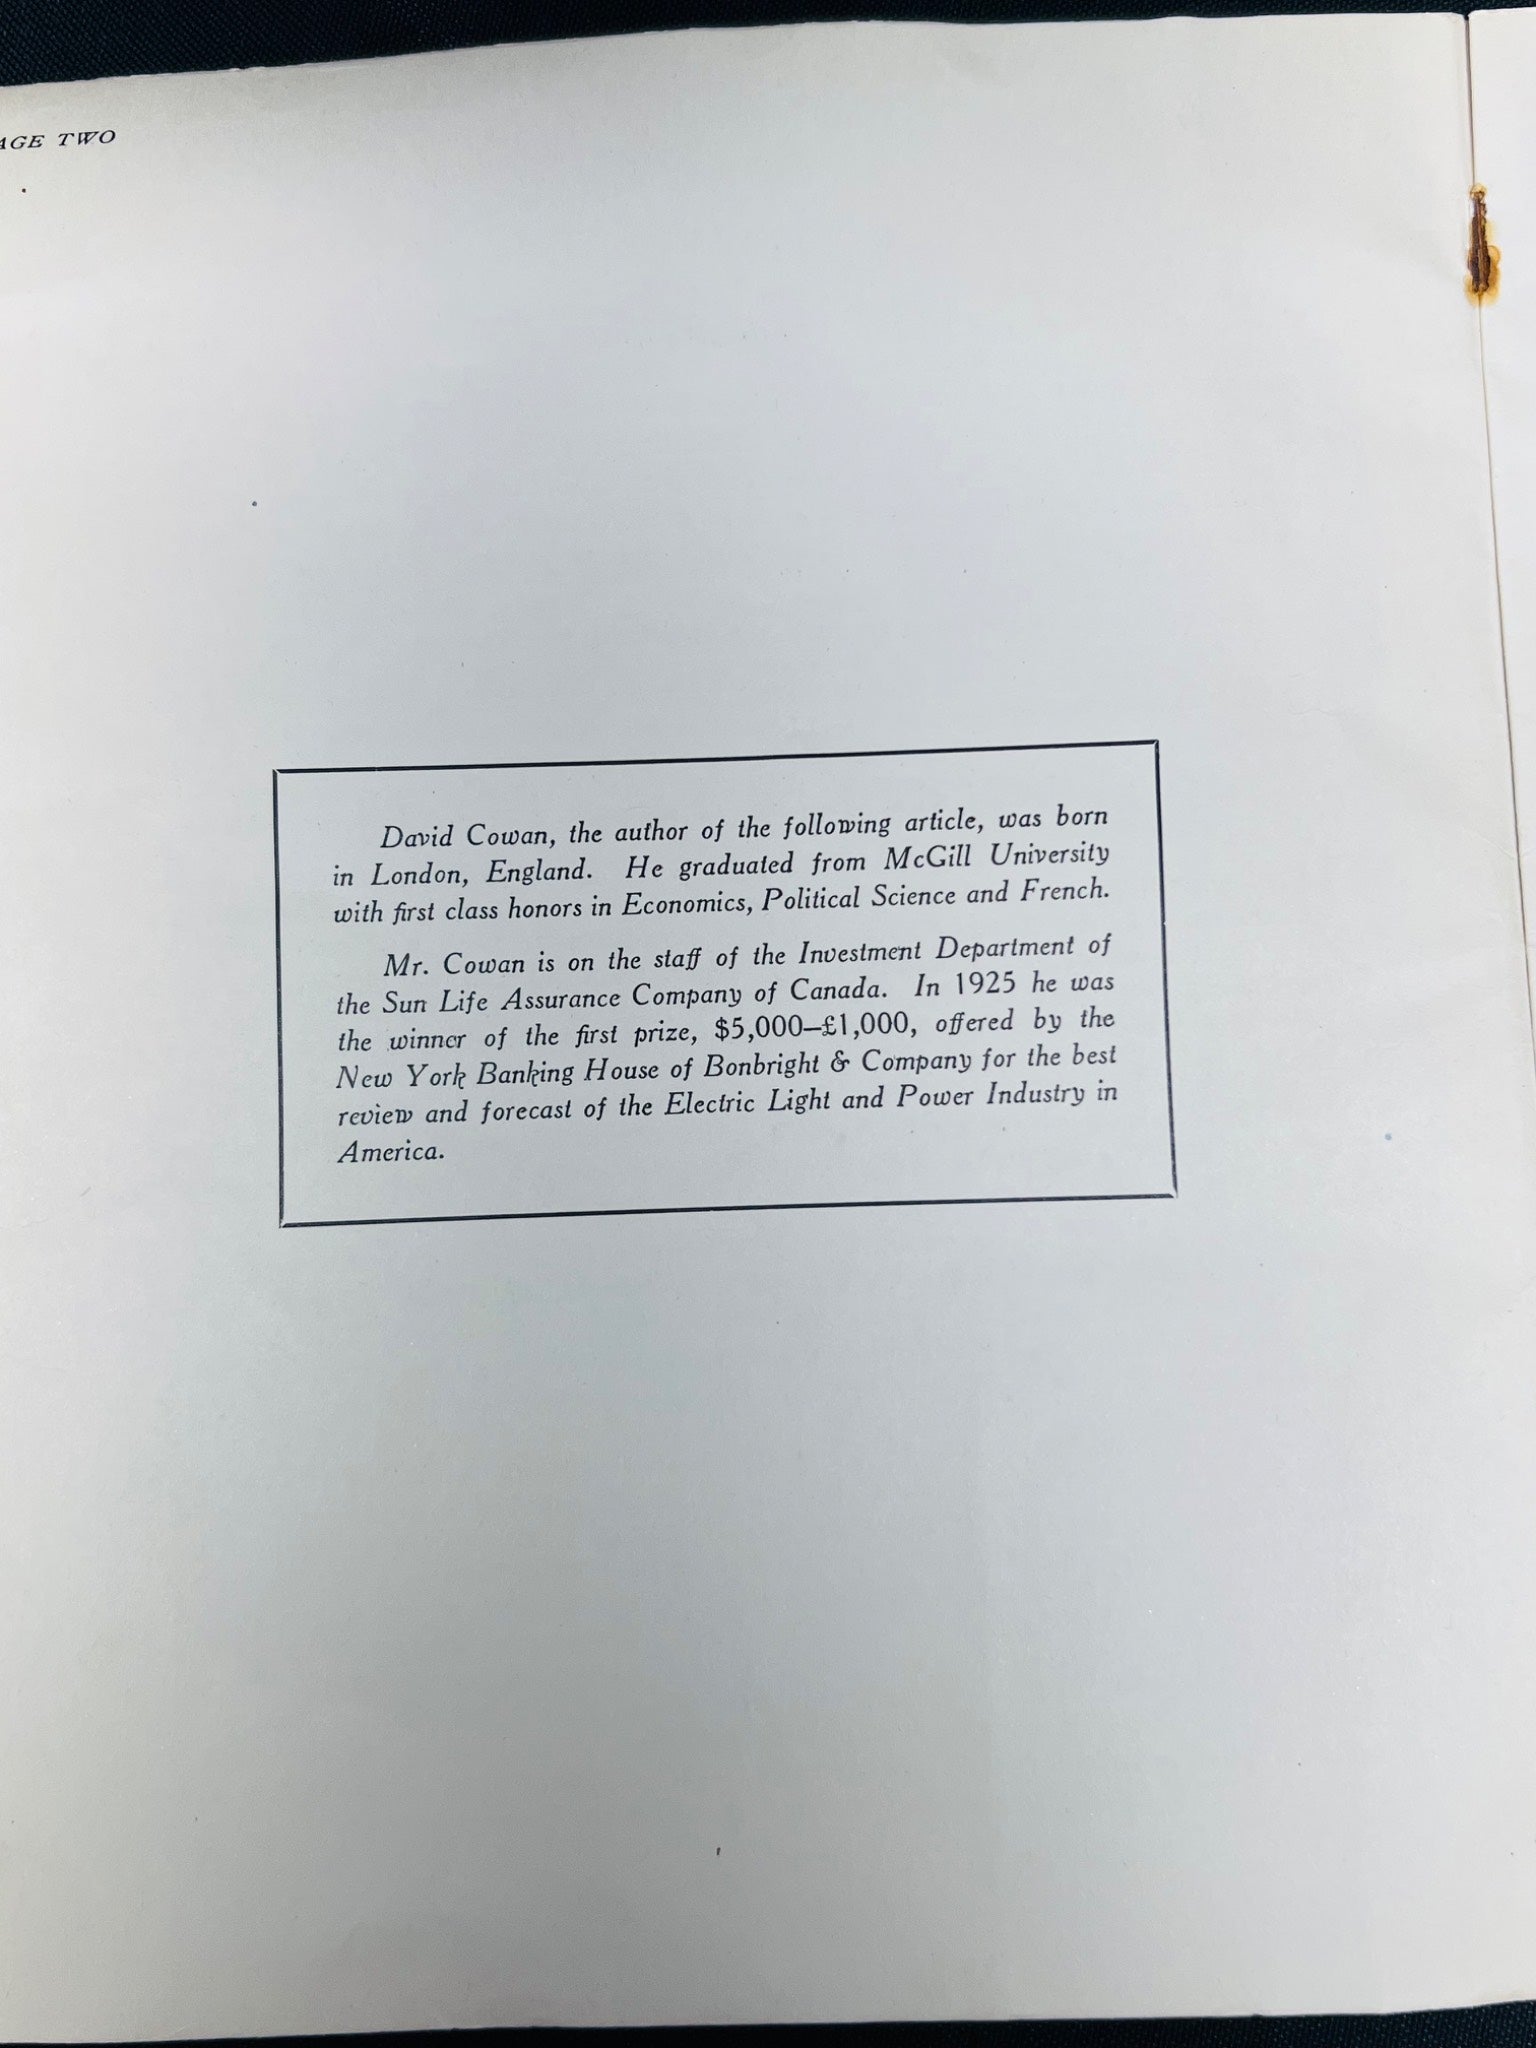 AGE TWO
David Cowan, the author of the following article, was born
in London, England. He graduated from McGill University
with first class honors in Economics, Political Science and French.
Mr. Cowan is on the staff of the Investment Department of
the Sun Life Assurance Company of Canada. In 1925 he was
the winner of the first prize, $5,000–£1,000, offered by the
New York Banking House of Bonbright & Company for the best
review and forecast of the Electric Light and Power Industry in
America.